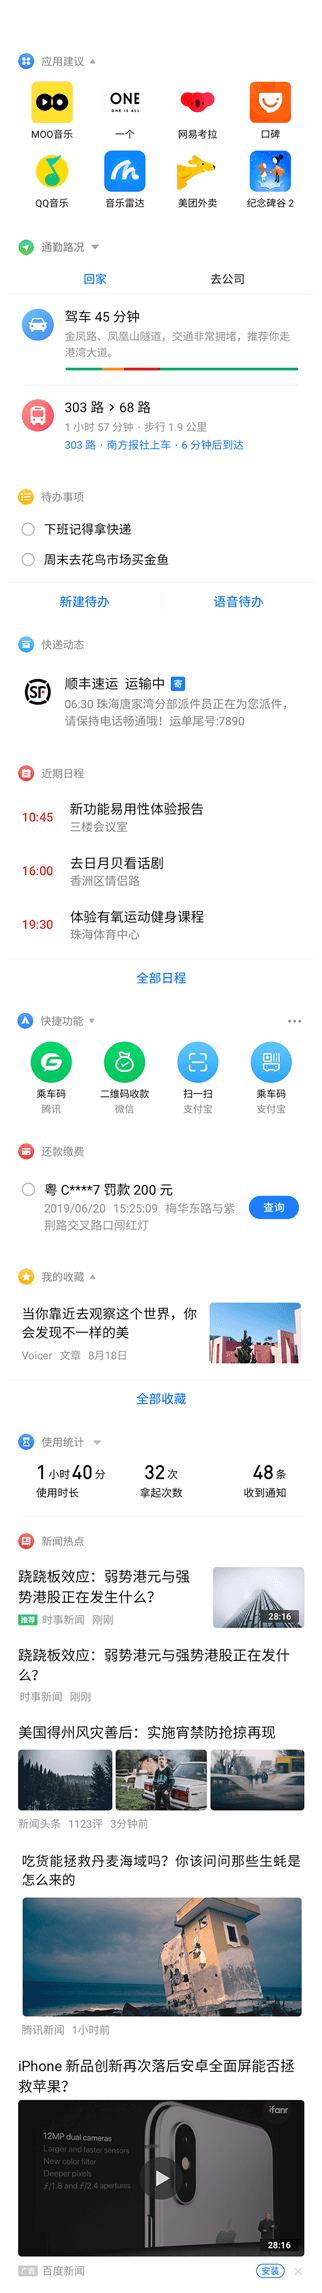 应用建议
ONE
ONE IS ALL
MOO音乐 一个 网易考拉 口碑
QQ音乐 音乐雷达 美团外卖 纪念碑谷 2
通勤路况
回家 去公司
驾车 45 分钟
金凤路、凤凰山隧道，交通非常拥堵，推荐你走
港湾大道。
303 路 > 68 路
1 小时 57 分钟 · 步行 1.9 公里
303 路 · 南方报社上车 · 6 分钟后到达
待办事项
下班记得拿快递
周末去花鸟市场买金鱼
新建待办 语音待办
快递动态
SF
顺丰速运 运输中 寄
06:30 珠海唐家湾分部派件员正在为您派件，
请保持电话畅通哦！运单尾号:7890
近期日程
10:45 新功能易用性体验报告
三楼会议室
16:00 去日月贝看话剧
香洲区情侣路
19:30 体验有氧运动健身课程
珠海体育中心
全部日程
快捷功能
乘车码 二维码收款 扫一扫 乘车码
腾讯 微信 支付宝 支付宝
还款缴费
粤 C****7 罚款 200 元
2019/06/20 15:25:09 梅华东路与紫
荆路交叉路口闯红灯
查询
我的收藏
当你靠近去观察这个世界，你
会发现不一样的美
Voicer 文章 8月18日
全部收藏
使用统计
1 小时 40 分 32 次 48 条
使用时长 拿起次数 收到通知
新闻热点
跷跷板效应：弱势港元与强
势港股正在发生什么？
推荐 时事新闻 刚刚
28:16
跷跷板效应：弱势港元与强势港股正在发什
么？
时事新闻 刚刚
美国得州风灾善后：实施宵禁防抢掠再现
新闻头条 1123评 3分钟前
吃货能拯救丹麦海域吗？你该问问那些生蚝是
怎么来的
腾讯新闻 1小时前
iPhone 新品创新再次落后安卓全面屏能否拯
救苹果？
ifanr
12MP dual cameras
Larger and faster sensors
New color filter
Deeper pixels
ƒ/1.8 and ƒ/2.4 apertures
28:16
广告 百度新闻 安装